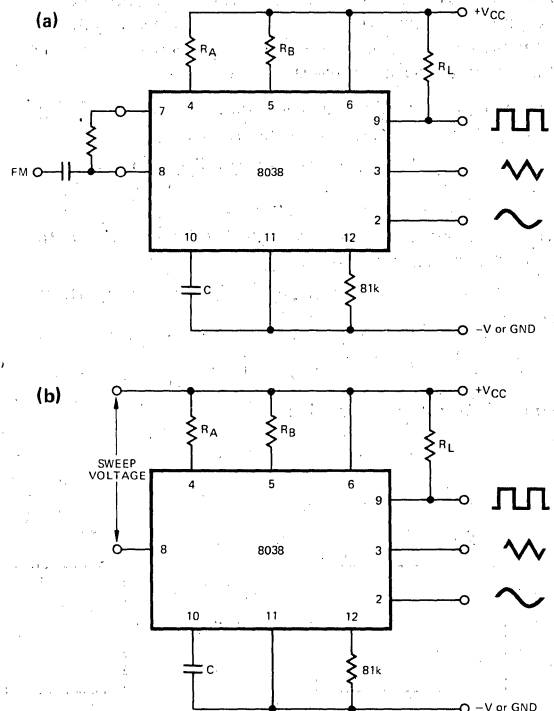 (a)
+VCC
RA
RB
RL
4
5
6
7
9
FM
8
8038
3
2
10
11
12
C
81k
−V or GND
(b)
+VCC
RA
RB
RL
SWEEP
VOLTAGE
4
5
6
9
8
8038
3
2
10
11
12
C
81k
−V or GND